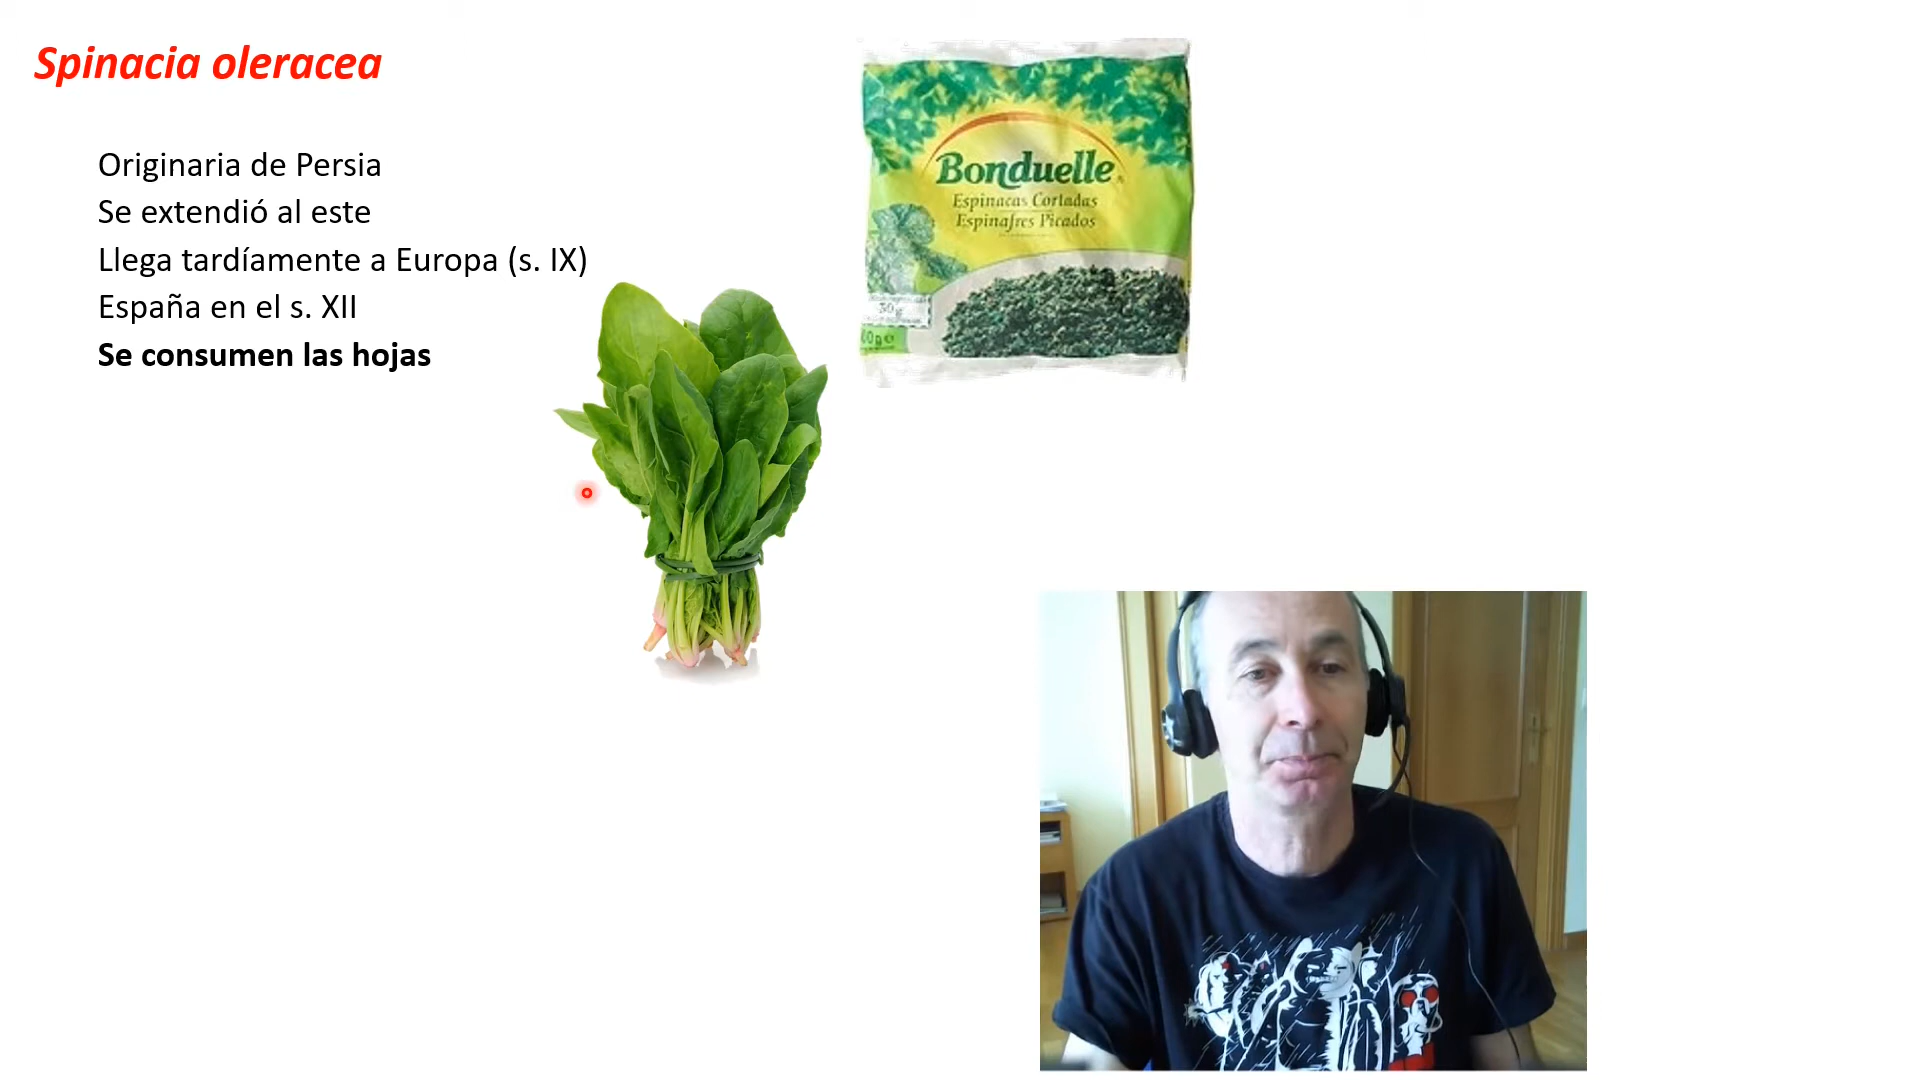 Spinacia oleracea
Originaria de Persia
Se extendió al este
Llega tardíamente a Europa (s. IX)
España en el s. XII
Se consumen las hojas
Bonduelle
Espinacas Cortadas
Espinafres Picados